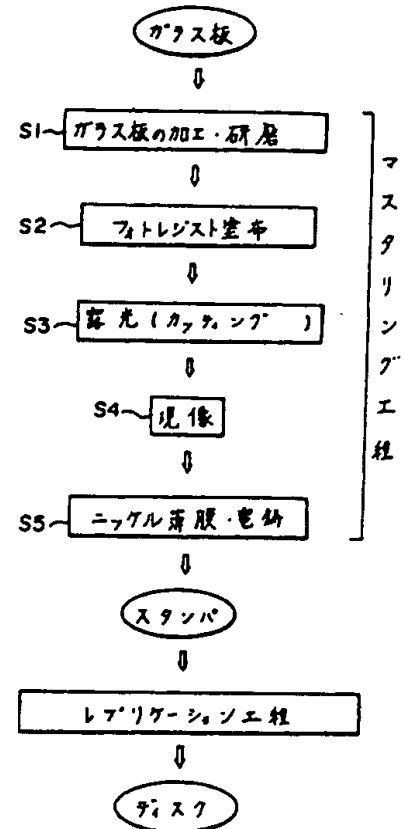 ガラス板
S1 ガラス板の加工・研磨
S2 フォトレジスト塗布
S3 露光(カッティング)
S4 現像
S5 ニッケル薄膜・電鋳
マスタリング工程
スタンパ
レプリケーション工程
ディスク